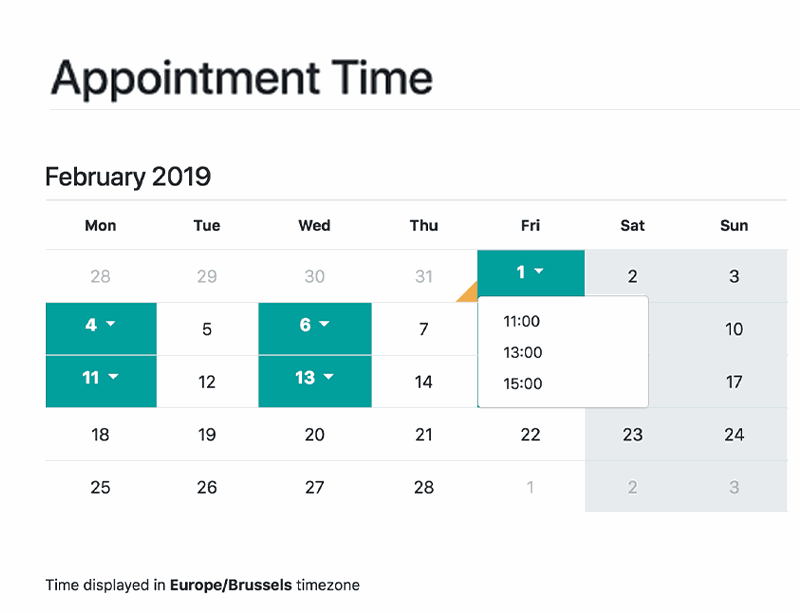 Appointment Time
February 2019
Mon Tue Wed Thu Fri Sat Sun
28 29 30 31 1 2 3
4 5 6 7 10
11 12 13 14 17
11:00
13:00
15:00
18 19 20 21 22 23 24
25 26 27 28 1 2 3
Time displayed in Europe/Brussels timezone